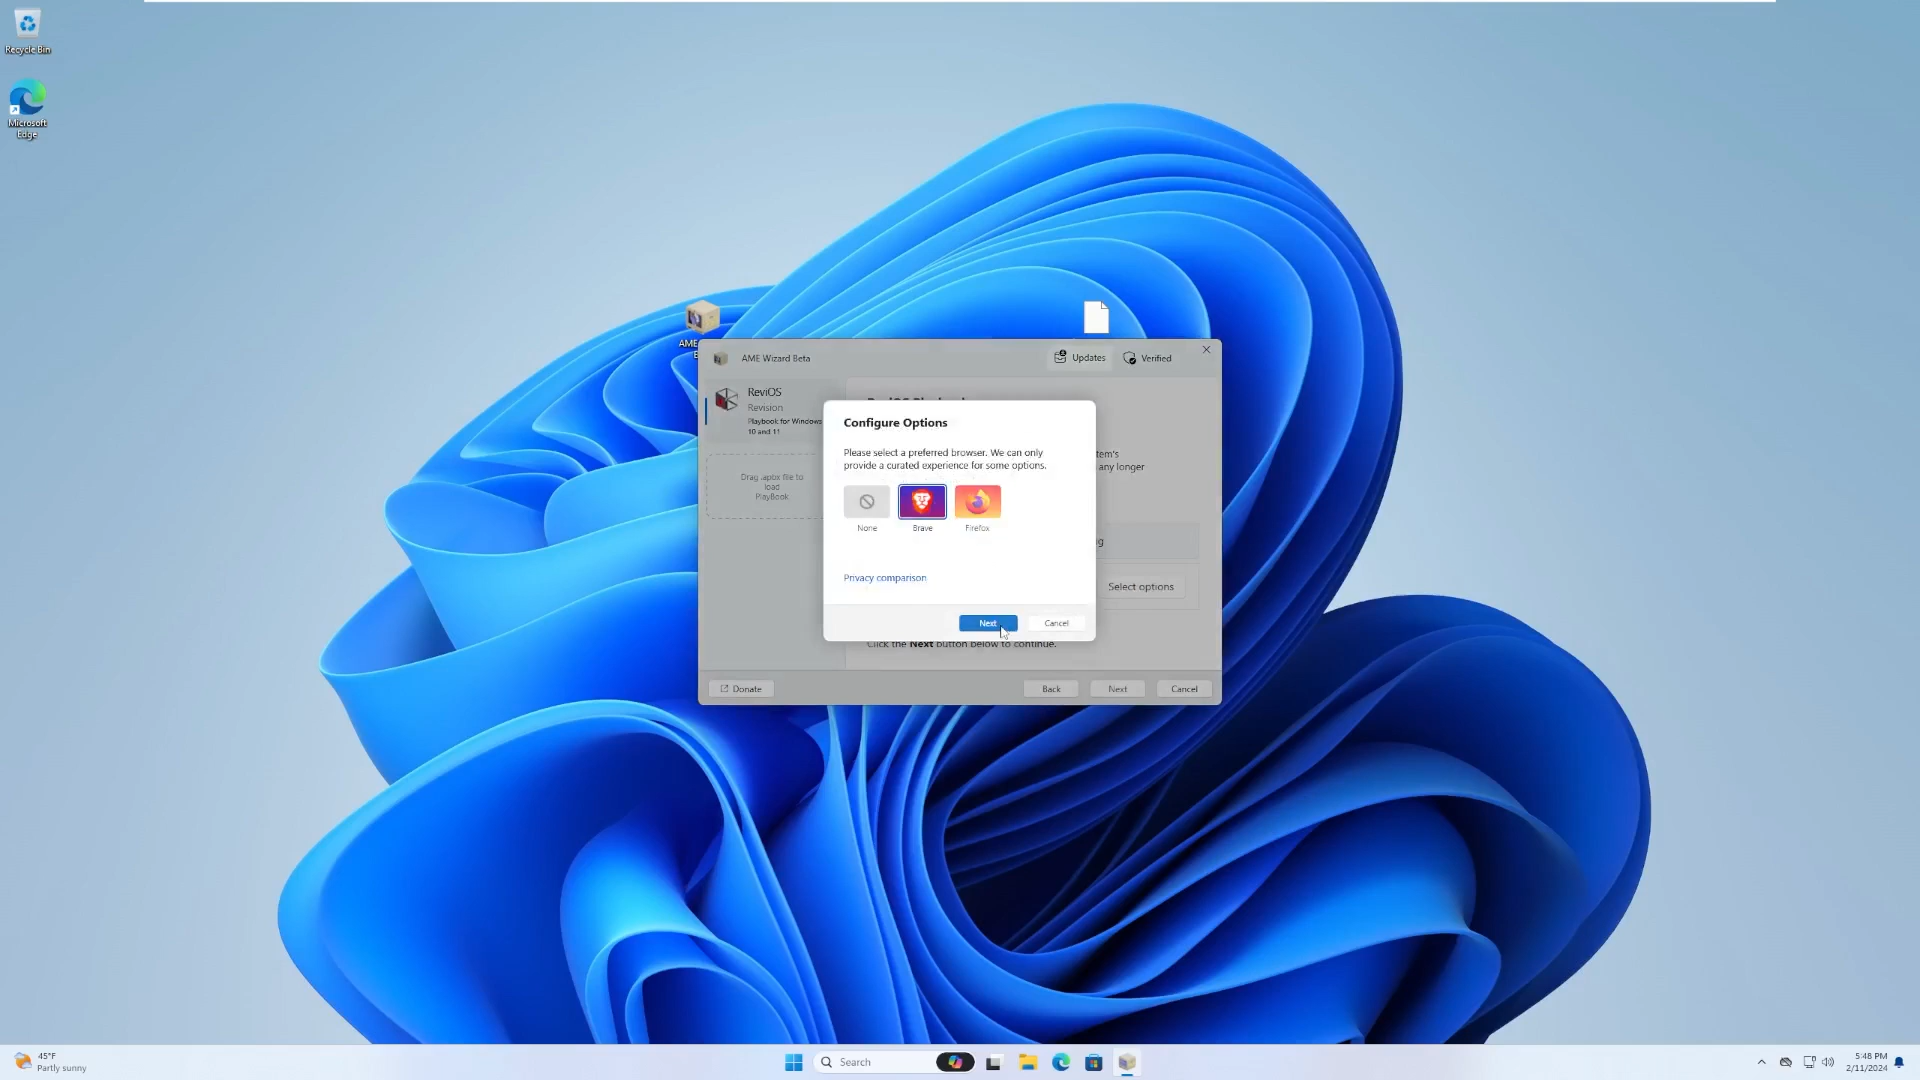 Recycle Bin
Microsoft
Edge
AME
AME Wizard Beta
Updates
Verified
ReviOS
Revision
Playbook for Windows
10 and 11
Drag .apbx file to
load
PlayBook
Configure Options
Please select a preferred browser. We can only
provide a curated experience for some options.
None
Brave
Firefox
Privacy comparison
Next
Cancel
tem's
any longer
g
Select options
Click the Next button below to continue.
Donate
Back
Next
Cancel
45°F
Partly sunny
Search
5:48 PM
2/11/2024